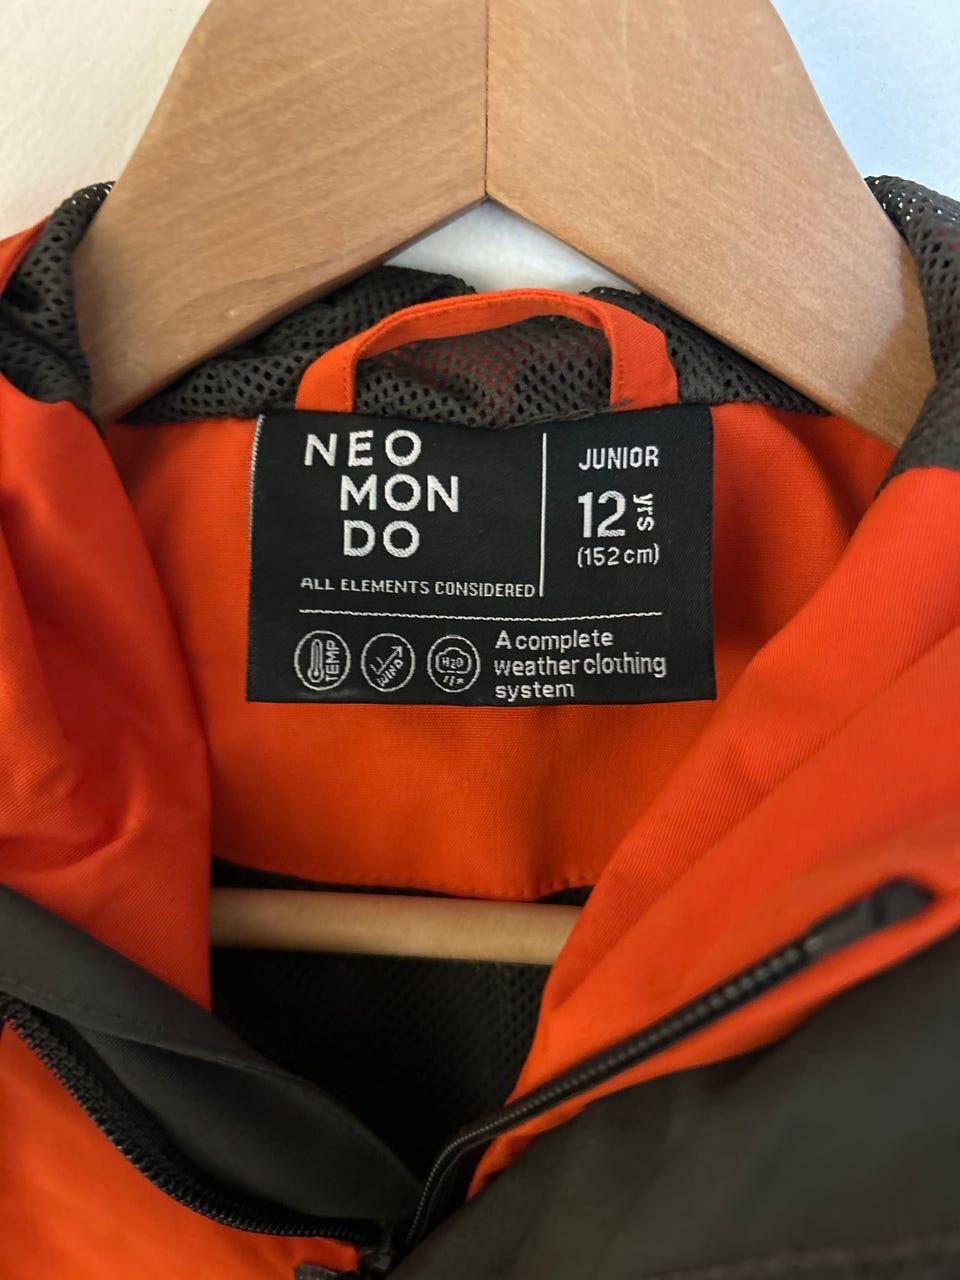 NEO
MON
DO
ALL ELEMENTS CONSIDERED
JUNIOR
12 yrs
(152 cm)
TEMP
WIND
H2O
A complete
weather clothing
system